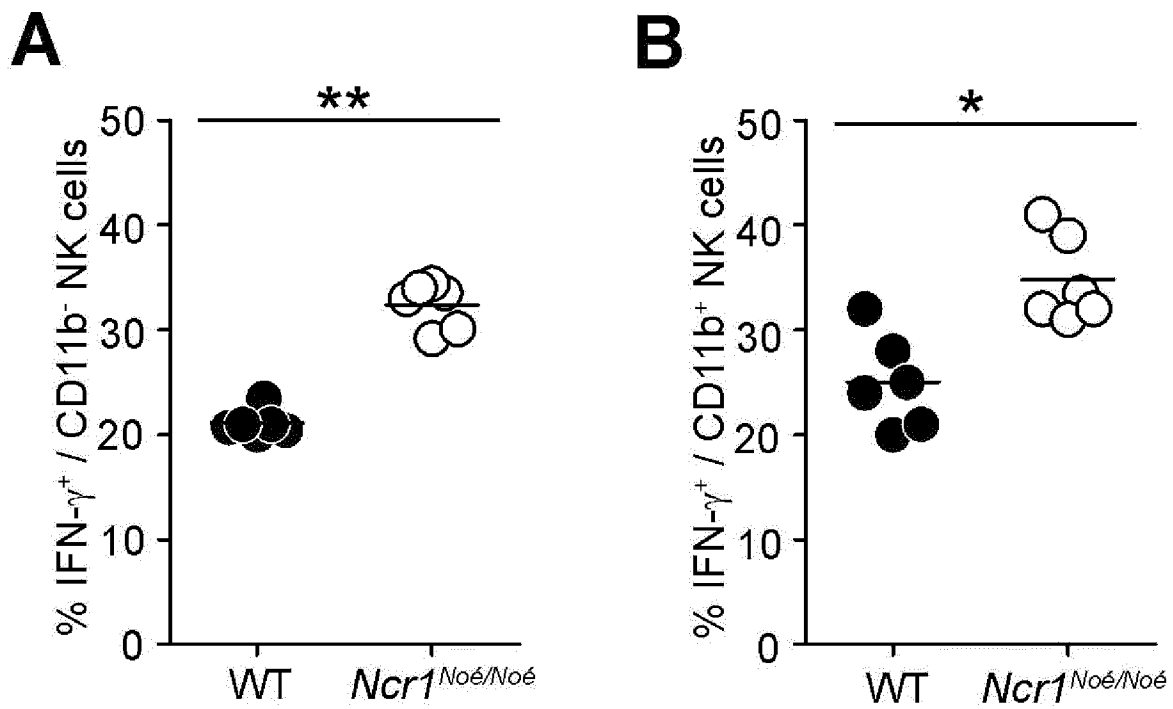 A
**
50
40
30
20
10
0
% IFN-γ⁺ / CD11b⁻ NK cells
WT
Ncr1ᴺᵒᵉ́/ᴺᵒᵉ́
B
*
50
40
30
20
10
0
% IFN-γ⁺ / CD11b⁺ NK cells
WT
Ncr1ᴺᵒᵉ́/ᴺᵒᵉ́